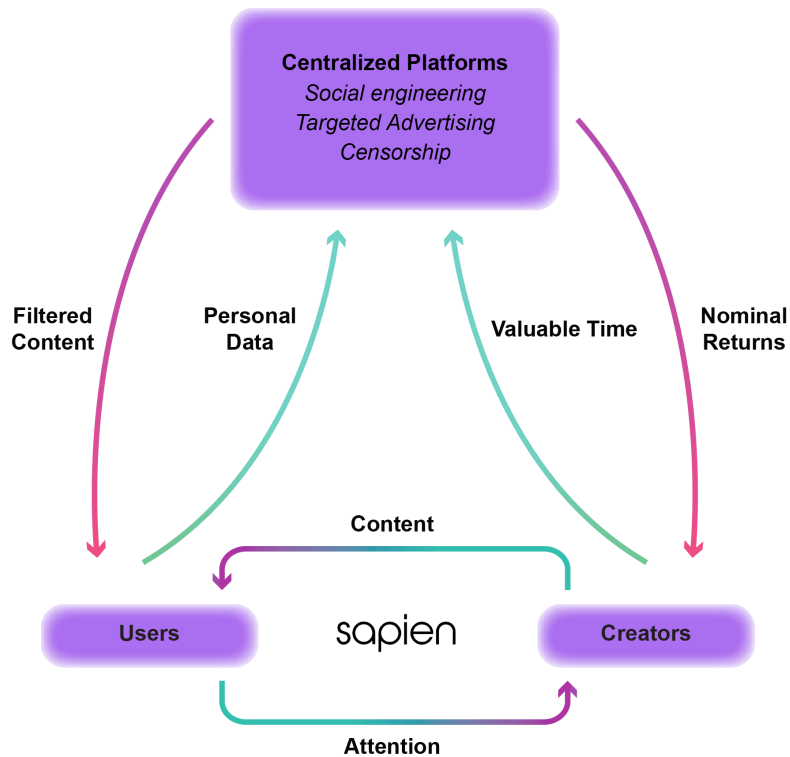 Centralized Platforms
Social engineering
Targeted Advertising
Censorship
Filtered
Content
Personal
Data
Valuable Time
Nominal
Returns
Content
Users
sapien
Creators
Attention